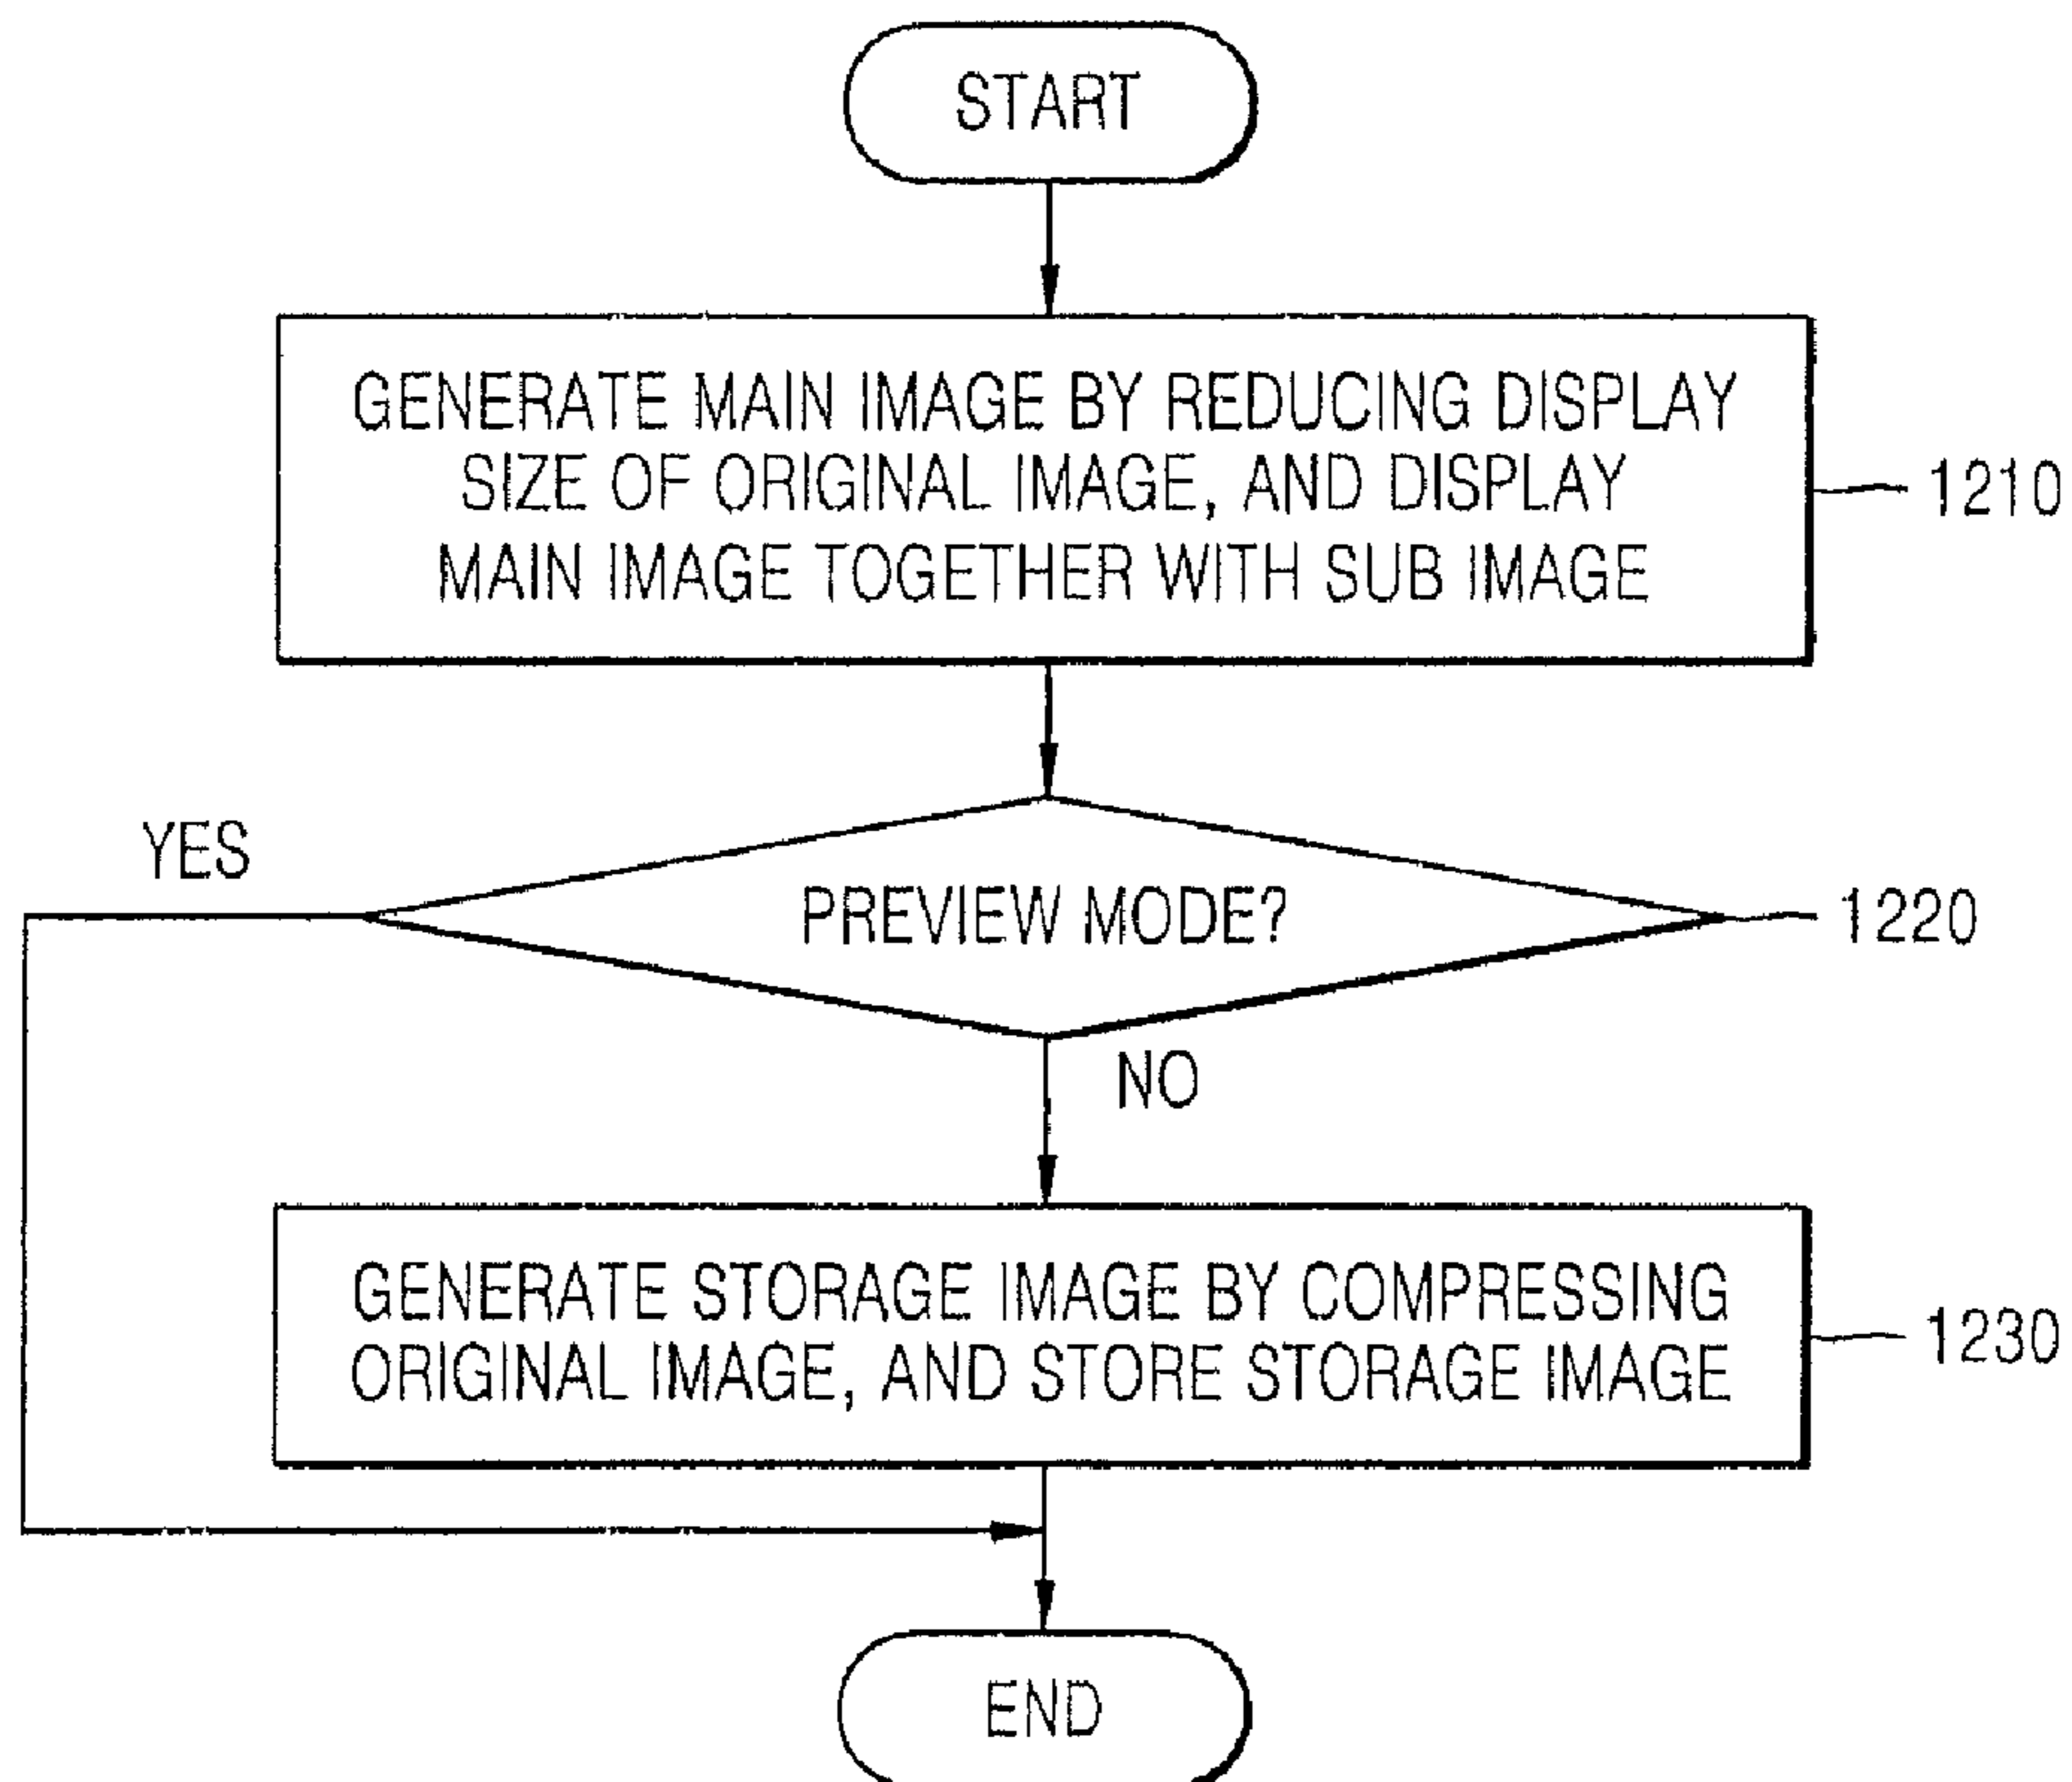 START
GENERATE MAIN IMAGE BY REDUCING DISPLAY
SIZE OF ORIGINAL IMAGE, AND DISPLAY
MAIN IMAGE TOGETHER WITH SUB IMAGE
1210
YES
PREVIEW MODE?
1220
NO
GENERATE STORAGE IMAGE BY COMPRESSING
ORIGINAL IMAGE, AND STORE STORAGE IMAGE
1230
END